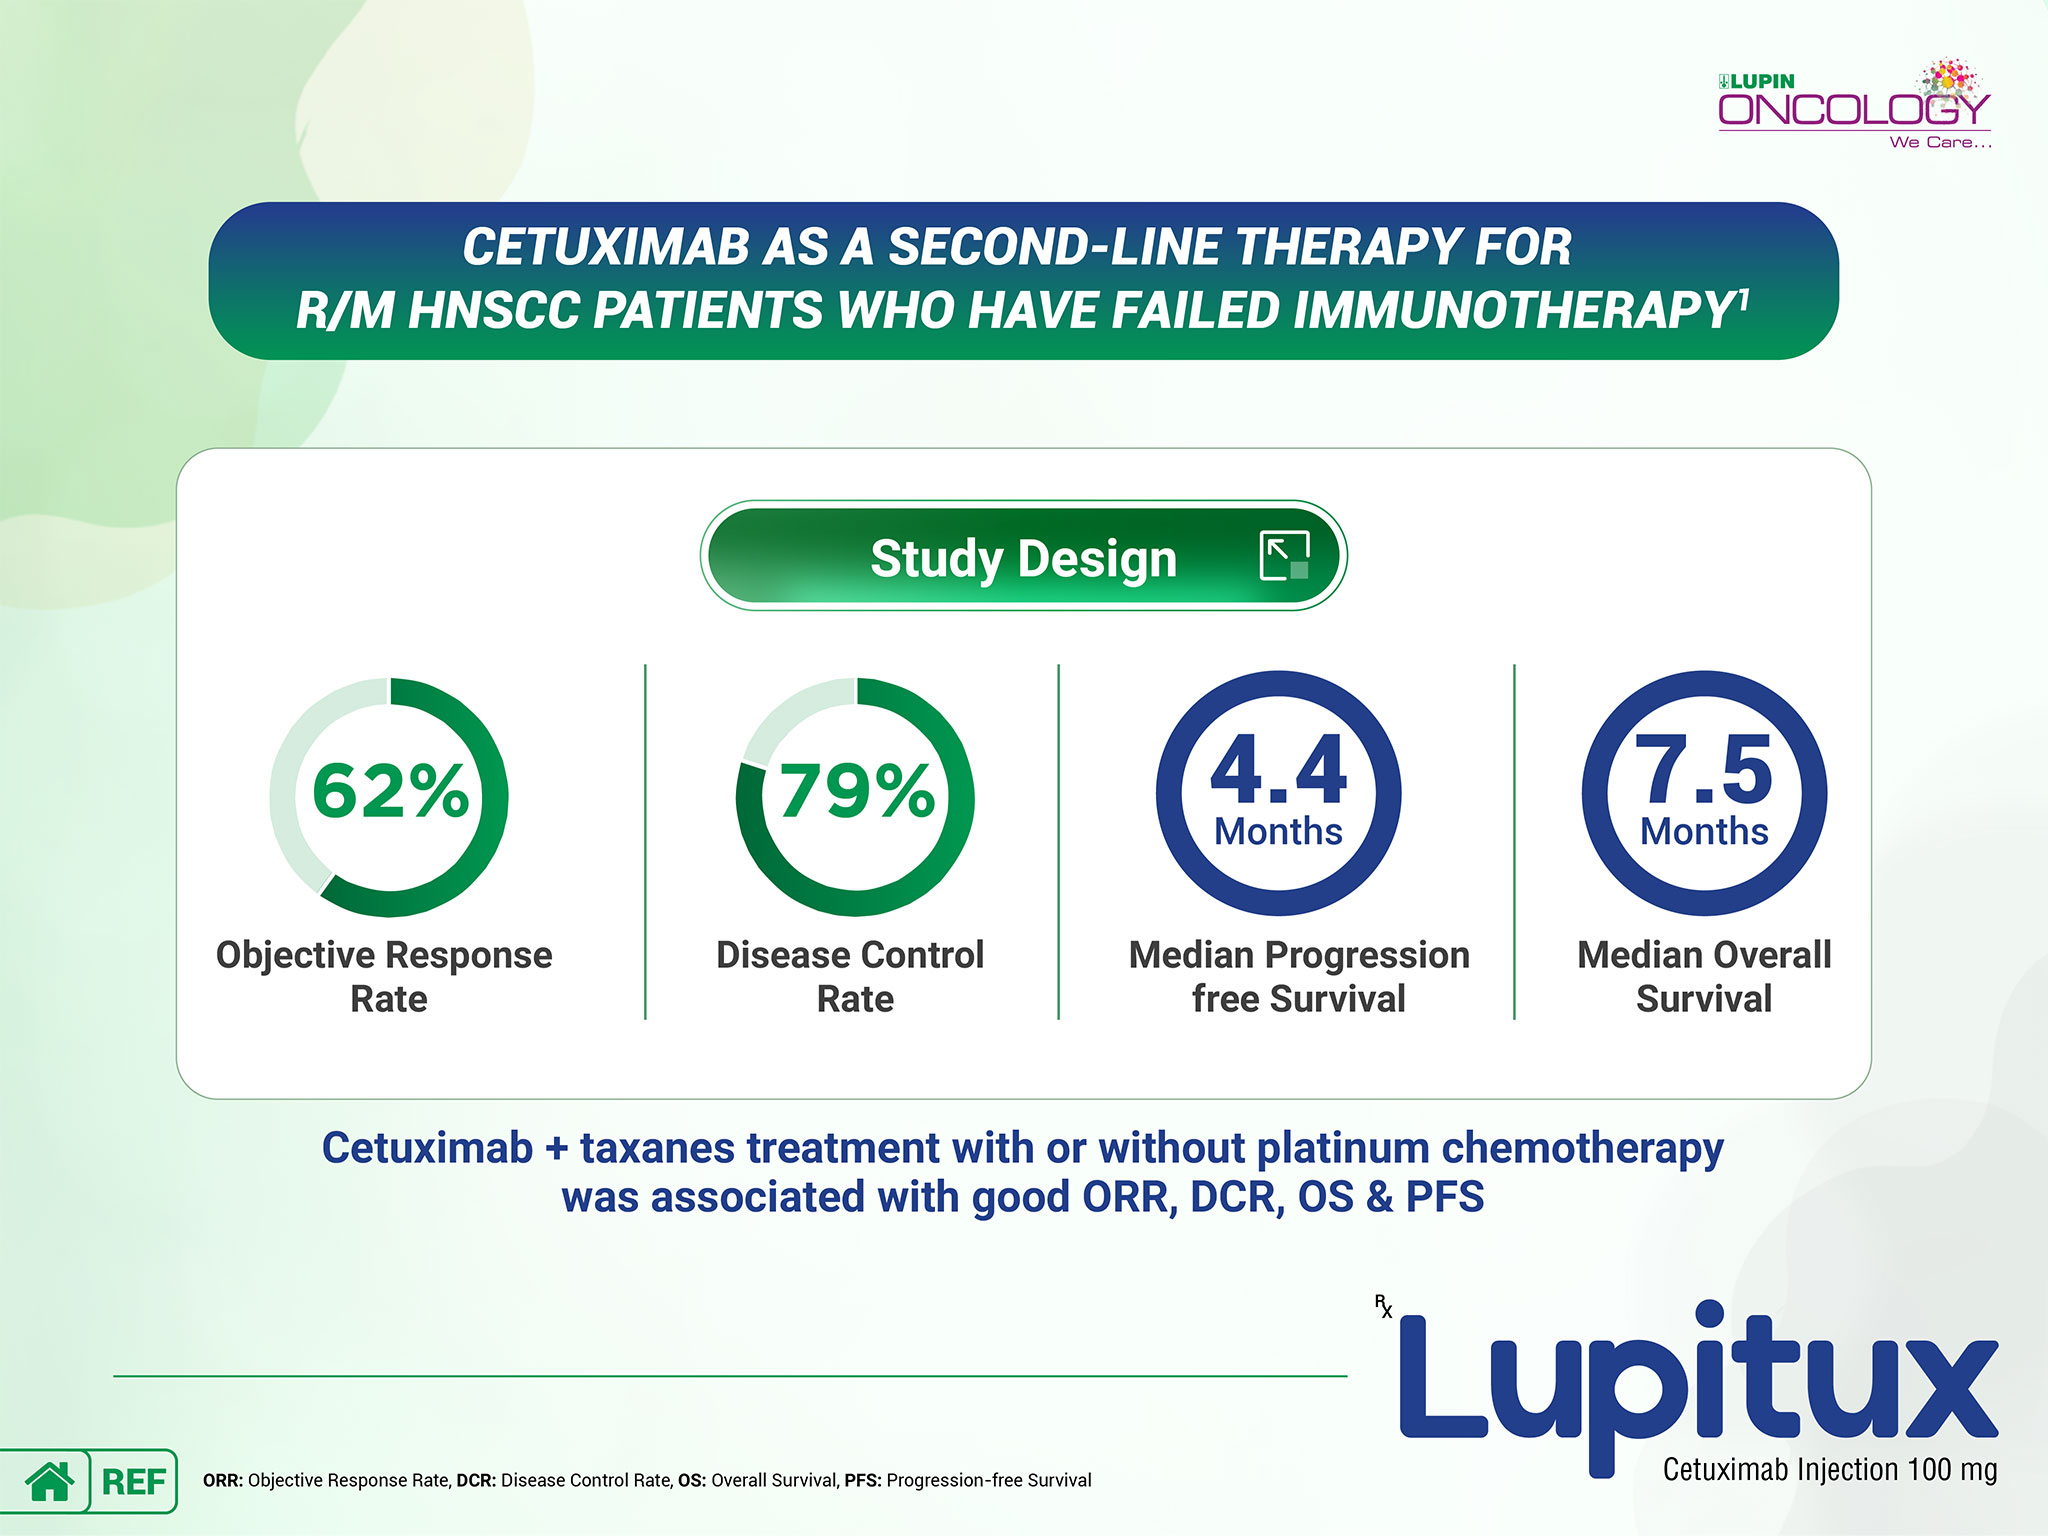 LUPIN
ONCOLOGY
We Care...
CETUXIMAB AS A SECOND-LINE THERAPY FOR
R/M HNSCC PATIENTS WHO HAVE FAILED IMMUNOTHERAPY¹
Study Design
62%
Objective Response
Rate
79%
Disease Control
Rate
4.4
Months
Median Progression
free Survival
7.5
Months
Median Overall
Survival
Cetuximab + taxanes treatment with or without platinum chemotherapy
was associated with good ORR, DCR, OS & PFS
Rx
Lupitux
Cetuximab Injection 100 mg
REF
ORR: Objective Response Rate, DCR: Disease Control Rate, OS: Overall Survival, PFS: Progression-free Survival